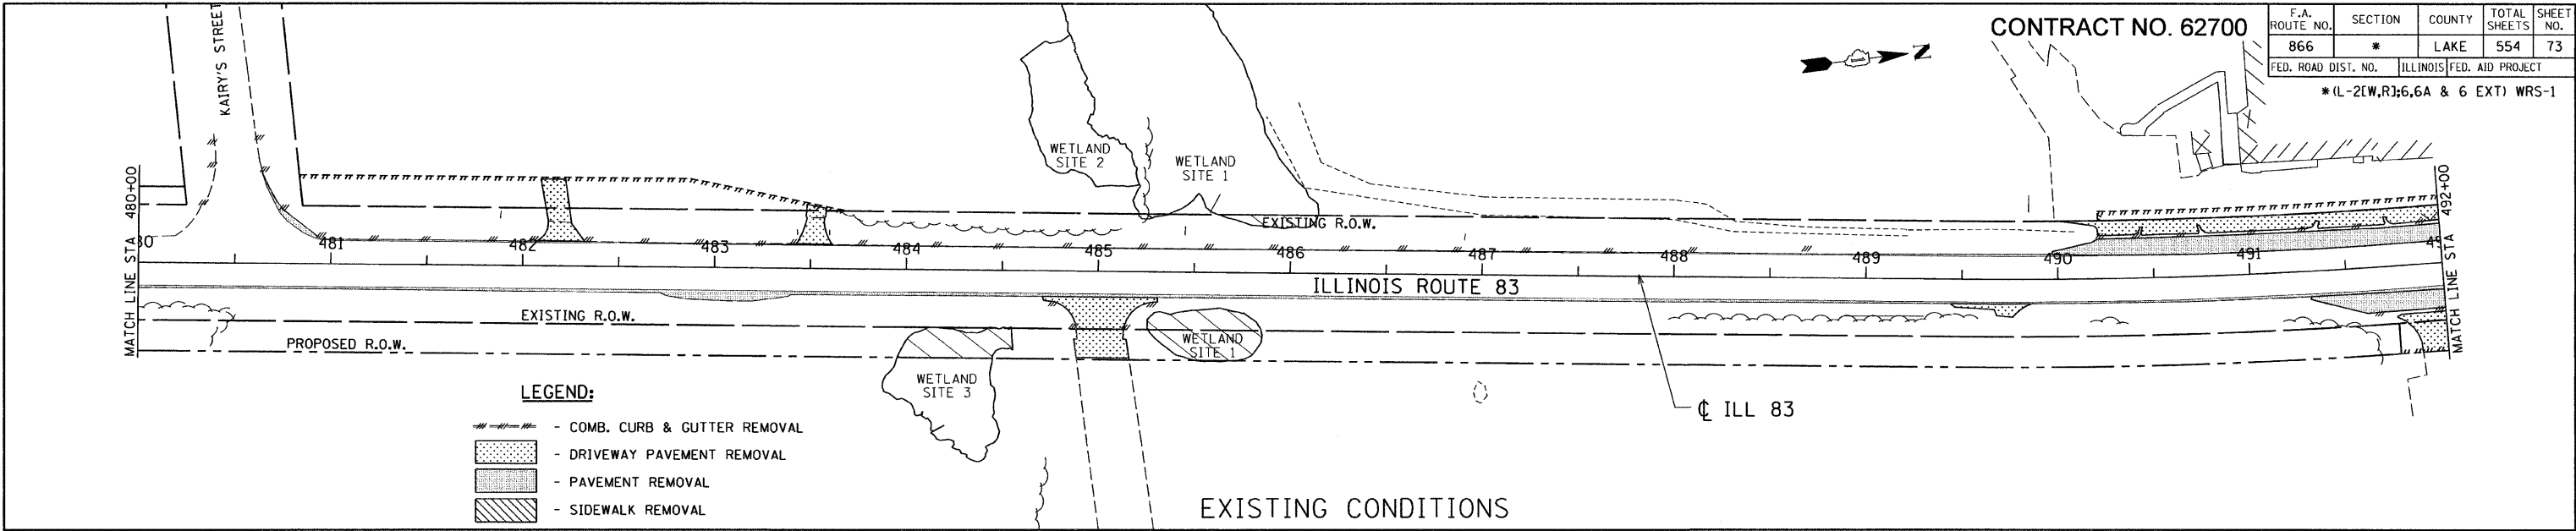 CONTRACT NO. 62700
F.A. ROUTE NO. SECTION COUNTY TOTAL SHEETS SHEET NO.
866 * LAKE 554 73
FED. ROAD DIST. NO. ILLINOIS FED. AID PROJECT
*(L-2[W,R];6,6A & 6 EXT) WRS-1
N
KAIRY'S STREET
WETLAND
SITE 2
WETLAND
SITE 1
MATCH LINE STA 480+00
EXISTING R.O.W.
481 482 483 484 485 486 487 488 489 490 491
MATCH LINE STA 492+00
ILLINOIS ROUTE 83
EXISTING R.O.W.
PROPOSED R.O.W.
WETLAND
SITE 1
WETLAND
SITE 3
℄ ILL 83
LEGEND:
- COMB. CURB & GUTTER REMOVAL
- DRIVEWAY PAVEMENT REMOVAL
- PAVEMENT REMOVAL
- SIDEWALK REMOVAL
EXISTING CONDITIONS